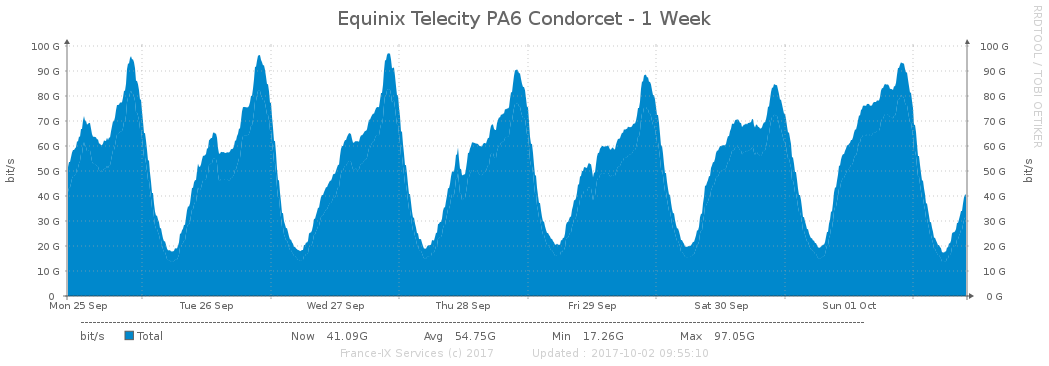 Equinix Telecity PA6 Condorcet - 1 Week
RRDTOOL / TOBI OETIKER
bit/s
100 G
90 G
80 G
70 G
60 G
50 G
40 G
30 G
20 G
10 G
0
100 G
90 G
80 G
70 G
60 G
50 G
40 G
30 G
20 G
10 G
0 G
bit/s
Mon 25 Sep Tue 26 Sep Wed 27 Sep Thu 28 Sep Fri 29 Sep Sat 30 Sep Sun 01 Oct
bit/s Total Now 41.09G Avg 54.75G Min 17.26G Max 97.05G
France-IX Services (c) 2017 Updated : 2017-10-02 09:55:10